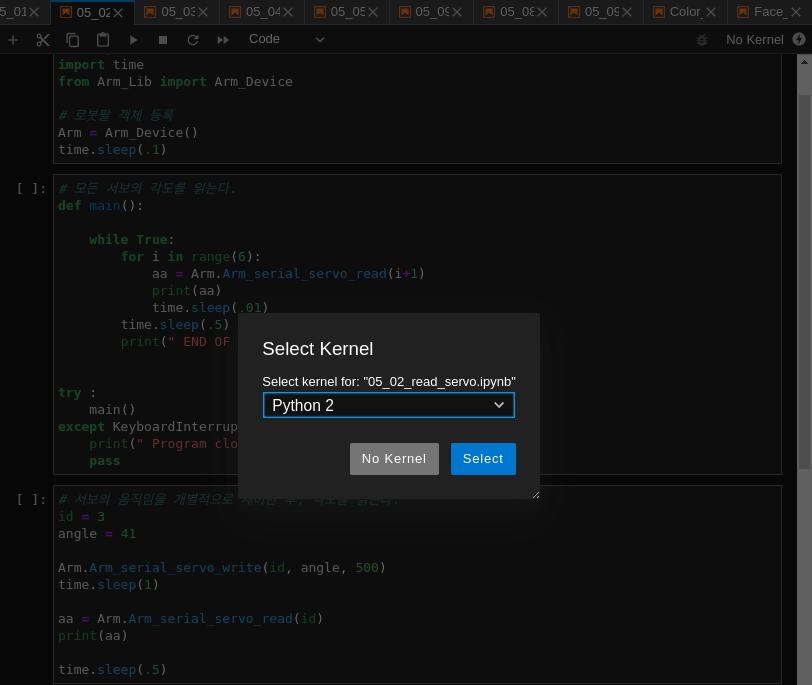 5_01
05_02
05_03
05_04
05_05
05_09
05_08
05_09
Color_
Face_
Code
No Kernel
import time
from Arm_Lib import Arm_Device
# 로봇팔 객체 등록
Arm = Arm_Device()
time.sleep(.1)
[ ]:
# 모든 서보의 각도를 읽는다.
def main():
while True:
for i in range(6):
aa = Arm.Arm_serial_servo_read(i+1)
print(aa)
time.sleep(.01)
time.sleep(.5)
print(" END OF
try :
main()
except KeyboardInterrup
print(" Program clo
pass
Select Kernel
Select kernel for: "05_02_read_servo.ipynb"
Python 2
No Kernel
Select
[ ]:
# 서보의 움직임을 개별적으로
id = 3
angle = 41
Arm.Arm_serial_servo_write(id, angle, 500)
time.sleep(1)
aa = Arm.Arm_serial_servo_read(id)
print(aa)
time.sleep(.5)